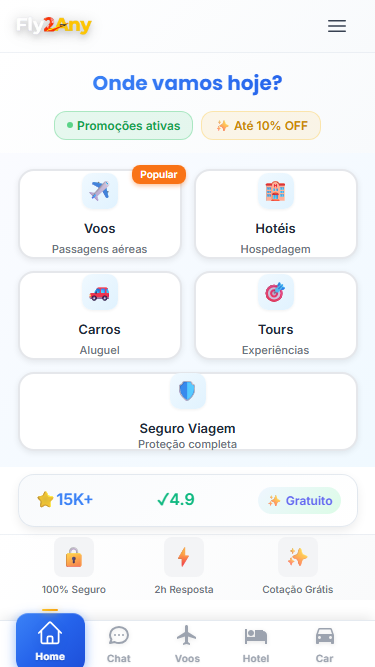 Fly2Any
Onde vamos hoje?
Promoções ativas
Até 10% OFF
Popular
Voos
Passagens aéreas
Hotéis
Hospedagem
Carros
Aluguel
Tours
Experiências
Seguro Viagem
Proteção completa
15K+
✓4.9
Gratuito
100% Seguro
2h Resposta
Cotação Grátis
Home
Chat
Voos
Hotel
Car